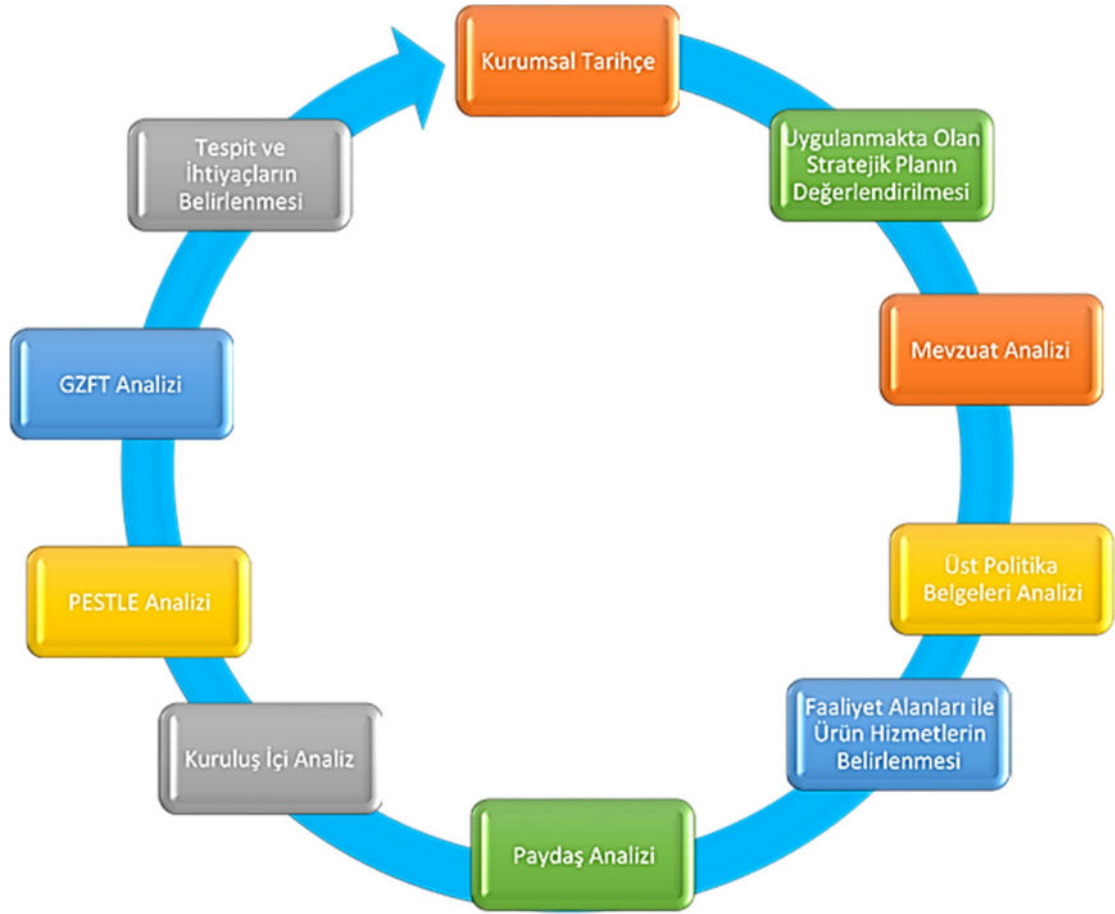 Kurumsal Tarihçe
Uygulanmakta Olan
Stratejik Planın
Değerlendirilmesi
Mevzuat Analizi
Üst Politika
Belgeleri Analizi
Faaliyet Alanları ile
Ürün Hizmetlerin
Belirlenmesi
Paydaş Analizi
Kuruluş İçi Analiz
PESTLE Analizi
GZFT Analizi
Tespit ve
İhtiyaçların
Belirlenmesi